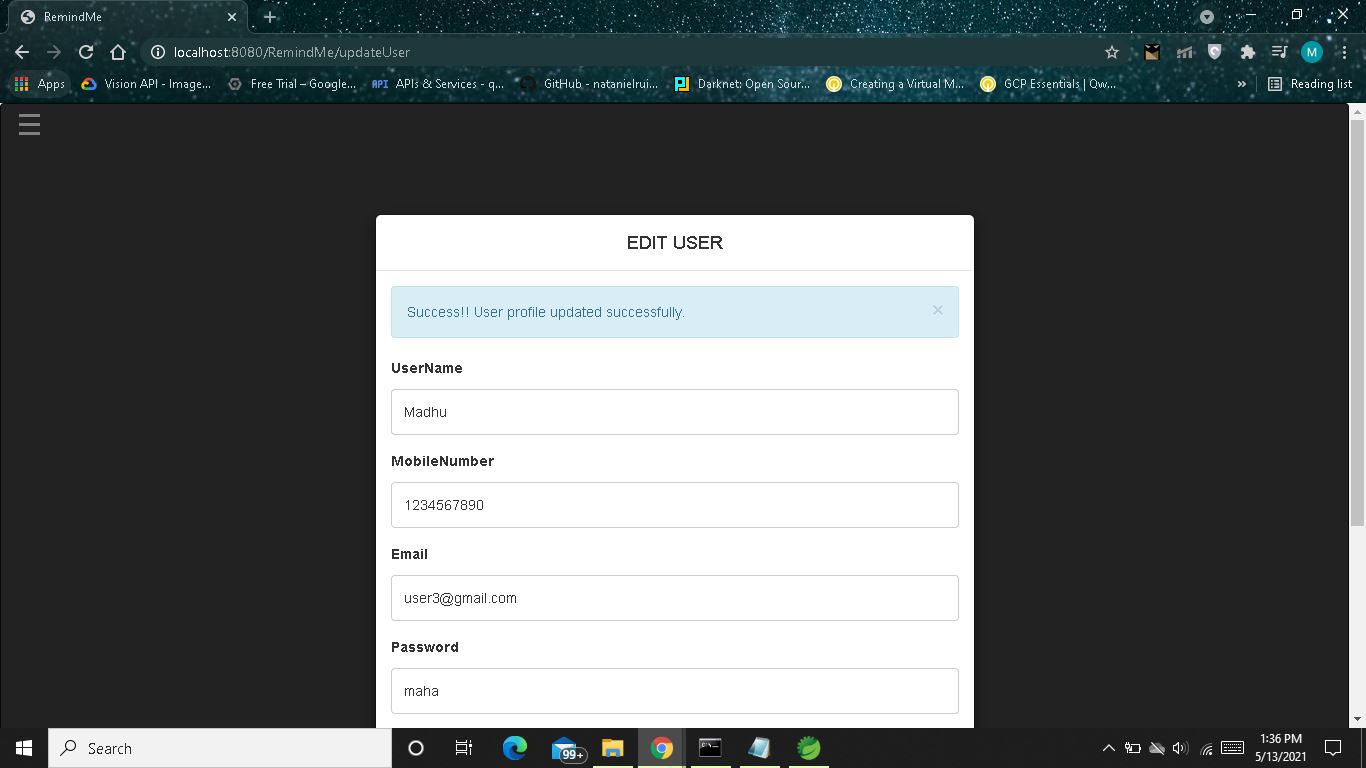 RemindMe
localhost:8080/RemindMe/updateUser
M
Apps
Vision API - Image...
Free Trial – Google...
API APIs & Services - q...
GitHub - natanielrui...
Darknet: Open Sour...
Creating a Virtual M...
GCP Essentials | Qw...
»
Reading list
EDIT USER
Success!! User profile updated successfully.
×
UserName
Madhu
MobileNumber
1234567890
Email
user3@gmail.com
Password
maha
Search
99+
1:36 PM
5/13/2021